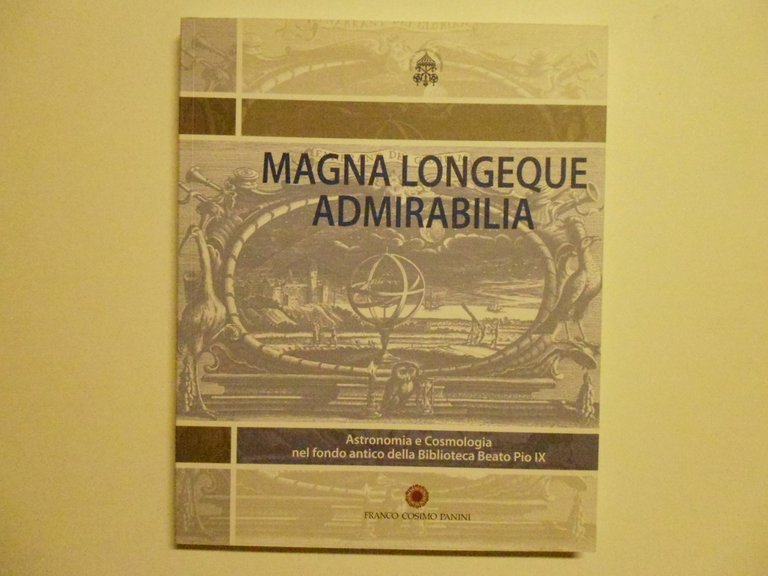 MAGNA LONGEQUE
ADMIRABILIA
Astronomia e Cosmologia
nel fondo antico della Biblioteca Beato Pio IX
FRANCO COSIMO PANINI